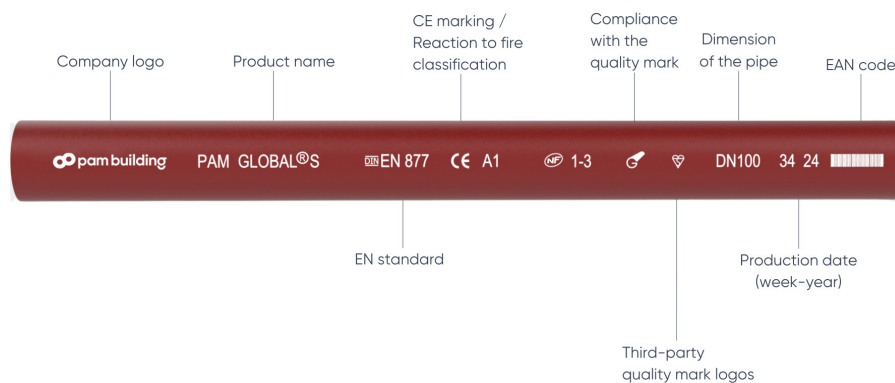 CE marking /
Reaction to fire
classification
Compliance
with the
quality mark
Dimension
of the pipe
Company logo
Product name
EAN code
pam building PAM GLOBAL®S DIN EN 877 CE A1 NF 1-3 G DN100 34 24
EN standard
Production date
(week-year)
Third-party
quality mark logos